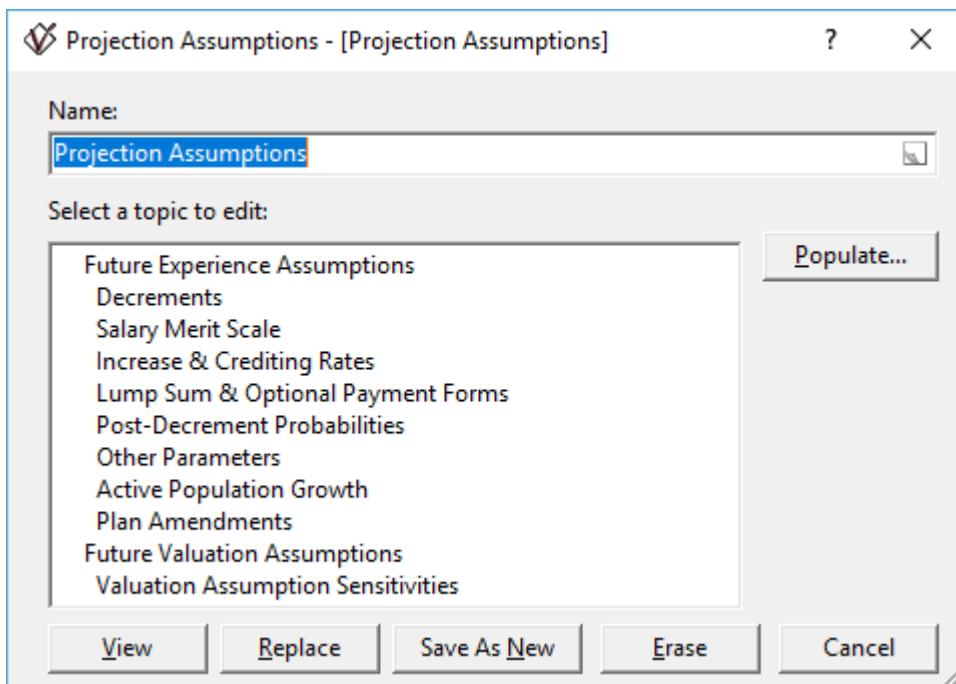 Projection Assumptions - [Projection Assumptions] ? X
Name:
Projection Assumptions
Select a topic to edit:
Future Experience Assumptions
Populate...
Decrements
Salary Merit Scale
Increase & Crediting Rates
Lump Sum & Optional Payment Forms
Post-Decrement Probabilities
Other Parameters
Active Population Growth
Plan Amendments
Future Valuation Assumptions
Valuation Assumption Sensitivities
View Replace Save As New Erase Cancel